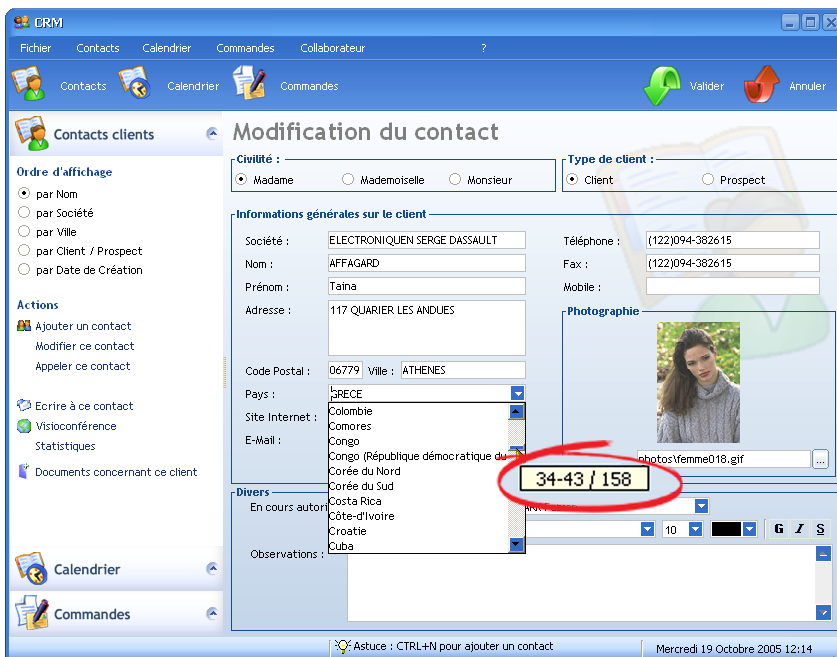 CRM
Fichier Contacts Calendrier Commandes Collaborateur ?
Contacts Calendrier Commandes Valider Annuler
Contacts clients
Modification du contact
Ordre d'affichage
par Nom
par Société
par Ville
par Client / Prospect
par Date de Création
Actions
Ajouter un contact
Modifier ce contact
Appeler ce contact
Ecrire à ce contact
Visioconférence
Statistiques
Documents concernant ce client
Calendrier
Commandes
Civilité :
Madame Mademoiselle Monsieur
Type de client :
Client Prospect
Informations générales sur le client
Société : ELECTRONIQUEN SERGE DASSAULT
Nom : AFFAGARD
Prénom : Taina
Adresse : 117 QUARIER LES ANDUES
Code Postal : 06779 Ville : ATHENES
Pays : GRECE
Site Internet :
E-Mail :
Colombie
Comores
Congo
Congo (République démocratique du
Corée du Nord
Corée du Sud
Costa Rica
Côte-d'Ivoire
Croatie
Cuba
34-43 / 158
Téléphone : (122)094-382615
Fax : (122)094-382615
Mobile :
Photographie
photos\femme018.gif ...
Divers
En cours autori
10 G I S
Observations :
Astuce : CTRL+N pour ajouter un contact
Mercredi 19 Octobre 2005 12:14